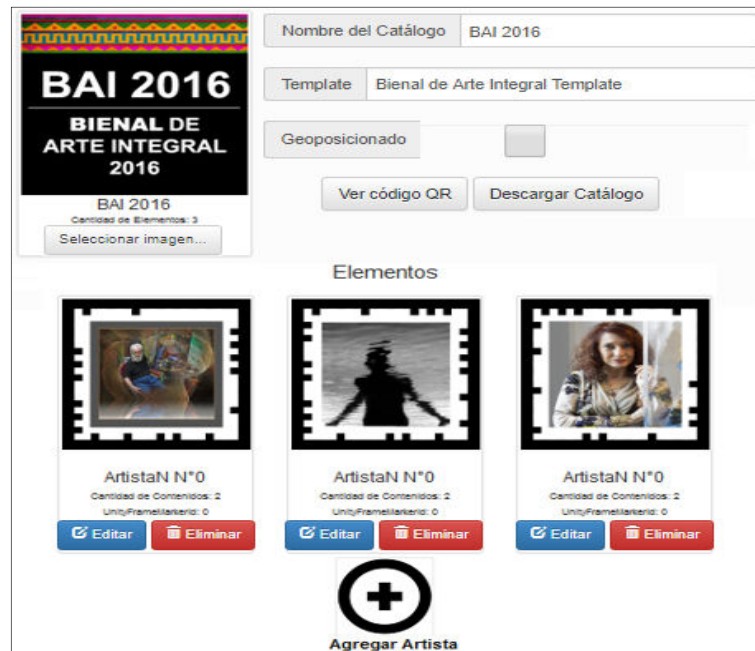 BAI 2016
BIENAL DE
ARTE INTEGRAL
2016
BAI 2016
Cantidad de Elementos: 3
Seleccionar imagen...
Nombre del Catálogo BAI 2016
Template Bienal de Arte Integral Template
Geoposicionado
Ver código QR Descargar Catálogo
Elementos
ArtistaN N°0
Cantidad de Contenidos: 2
UnityFrameMarkerId: 0
Editar Eliminar
ArtistaN N°0
Cantidad de Contenidos: 2
UnityFrameMarkerId: 0
Editar Eliminar
ArtistaN N°0
Cantidad de Contenidos: 2
UnityFrameMarkerId: 0
Editar Eliminar
Agregar Artista